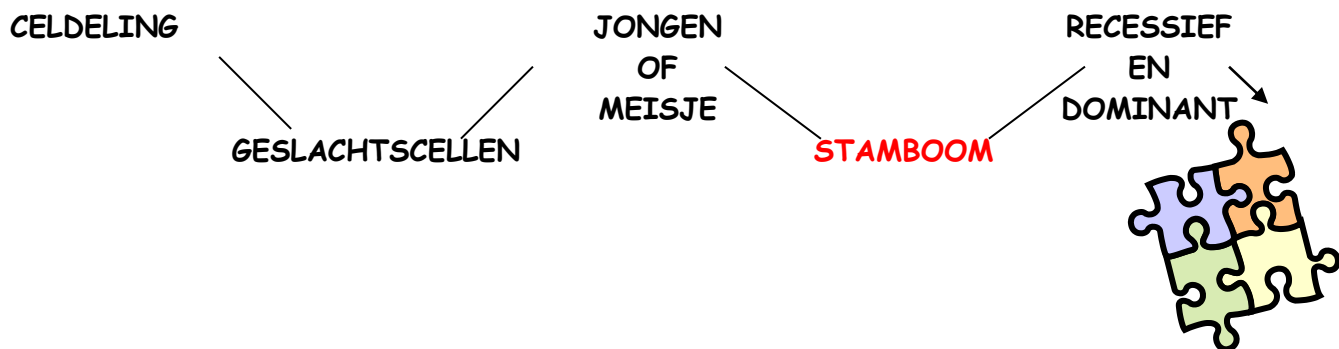 CELDELING
GESLACHTSCELLEN
JONGEN
OF
MEISJE
STAMBOOM
RECESSIEF
EN
DOMINANT